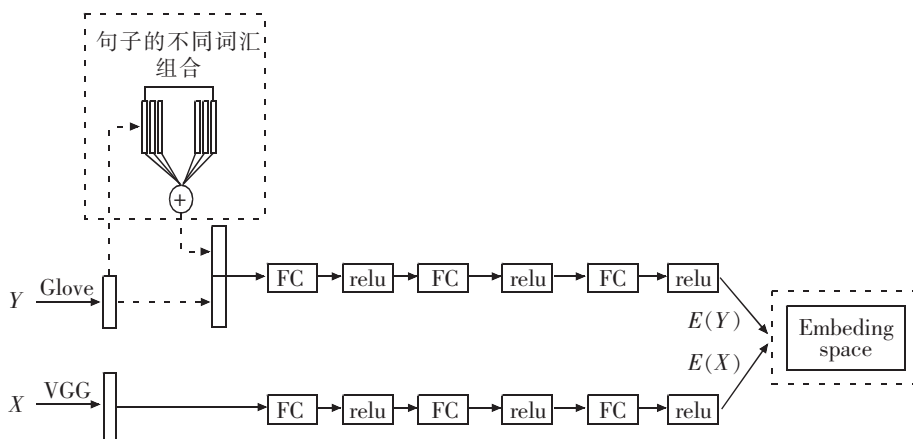 句子的不同词汇
组合
+
Y Glove
FC relu FC relu FC relu
E(Y)
Embeding
space
E(X)
X VGG
FC relu FC relu FC relu